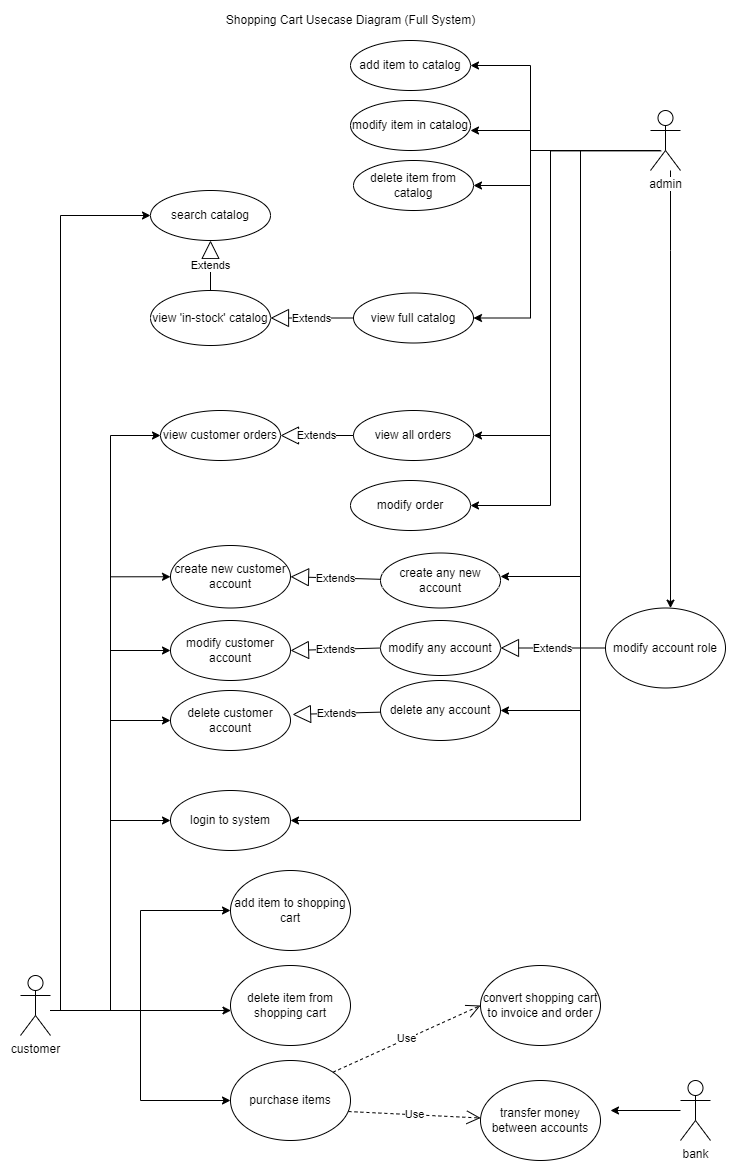 Shopping Cart Usecase Diagram (Full System)
add item to catalog
modify item in catalog
delete item from
catalog
admin
search catalog
Extends
view 'in-stock' catalog
Extends
view full catalog
view customer orders
Extends
view all orders
modify order
create new customer
account
Extends
create any new
account
modify customer
account
Extends
modify any account
Extends
modify account role
delete customer
account
Extends
delete any account
login to system
add item to shopping
cart
delete item from
shopping cart
convert shopping cart
to invoice and order
customer
Use
purchase items
Use
transfer money
between accounts
bank